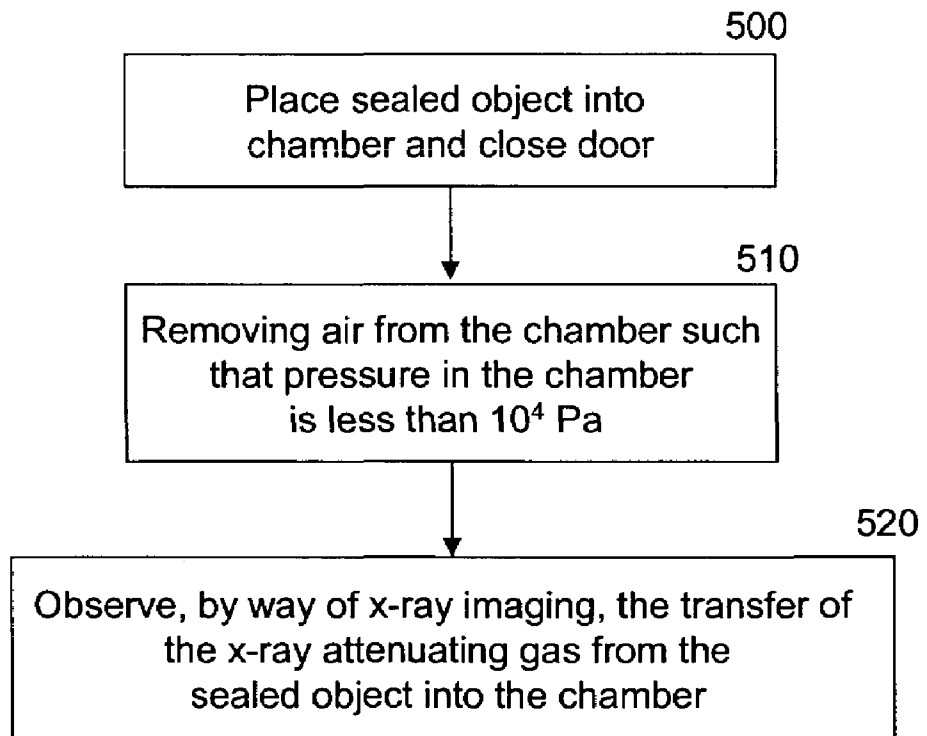 500
Place sealed object into
chamber and close door
510
Removing air from the chamber such
that pressure in the chamber
is less than 10⁴ Pa
520
Observe, by way of x-ray imaging, the transfer of
the x-ray attenuating gas from the
sealed object into the chamber